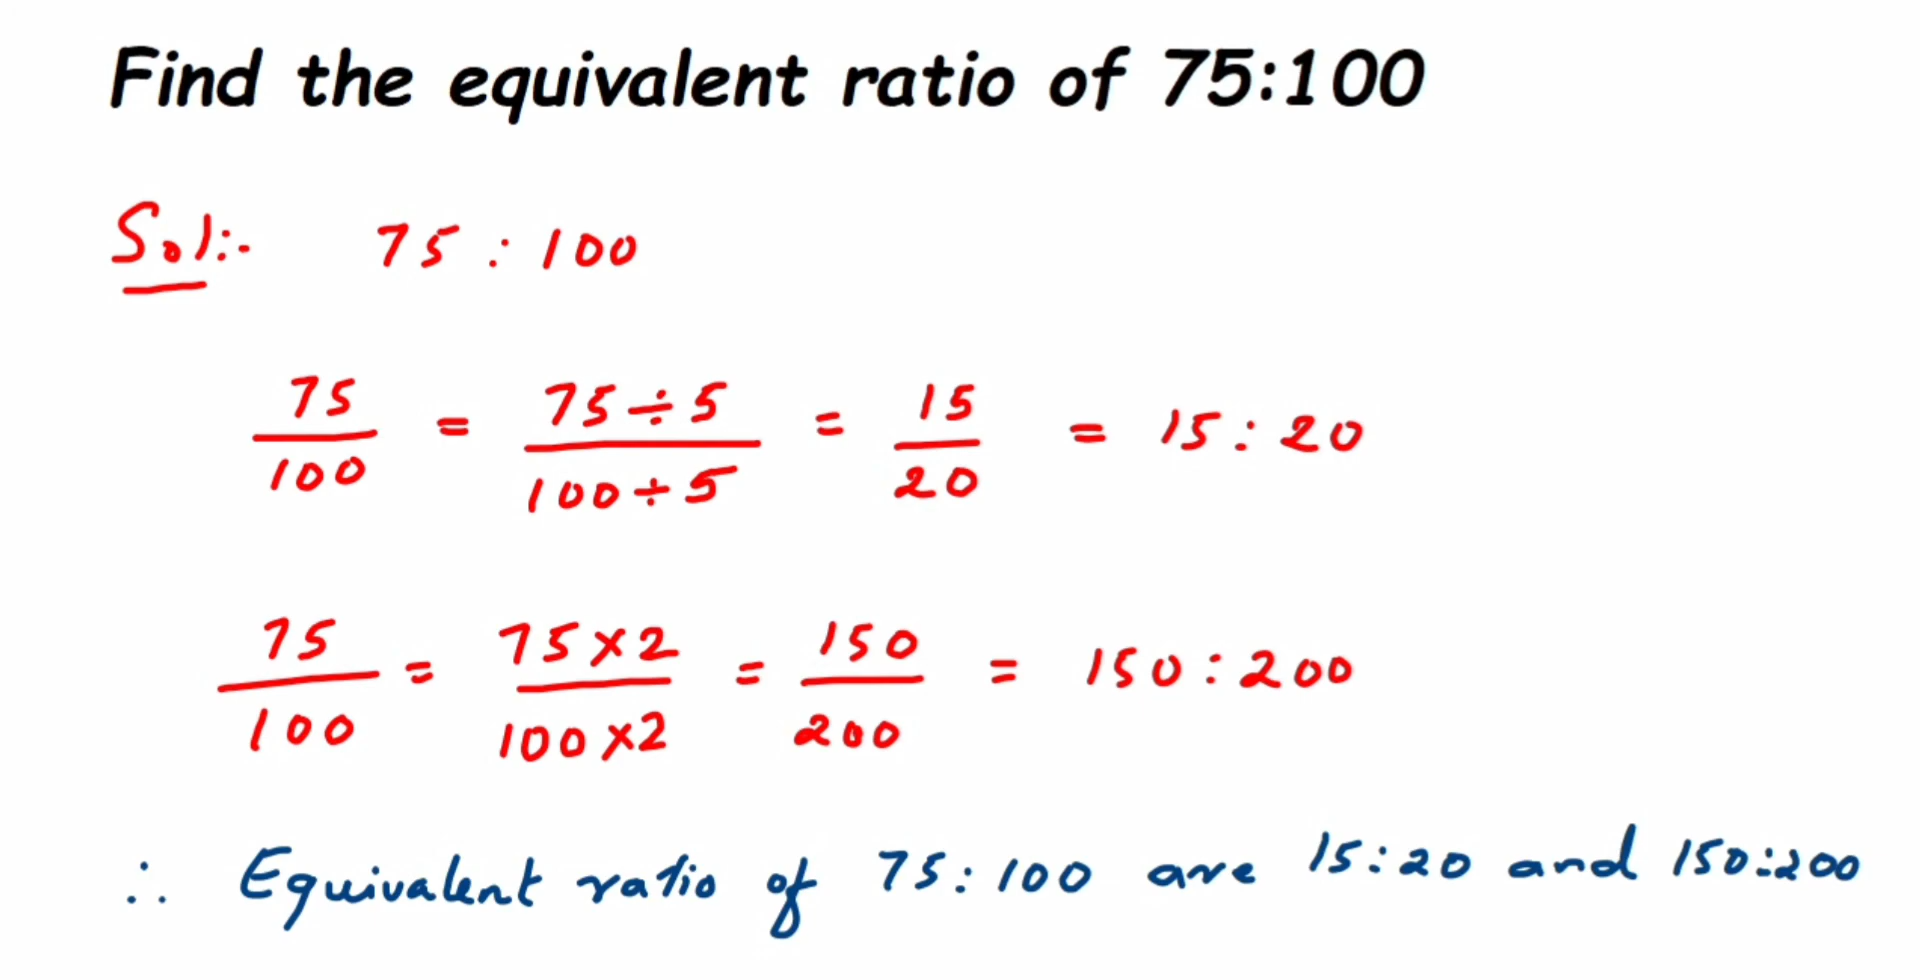 Find the equivalent ratio of 75:100
Sol:- 75 : 100
75/100 = 75÷5/100÷5 = 15/20 = 15:20
75/100 = 75×2/100×2 = 150/200 = 150:200
∴ Equivalent ratio of 75:100 are 15:20 and 150:200